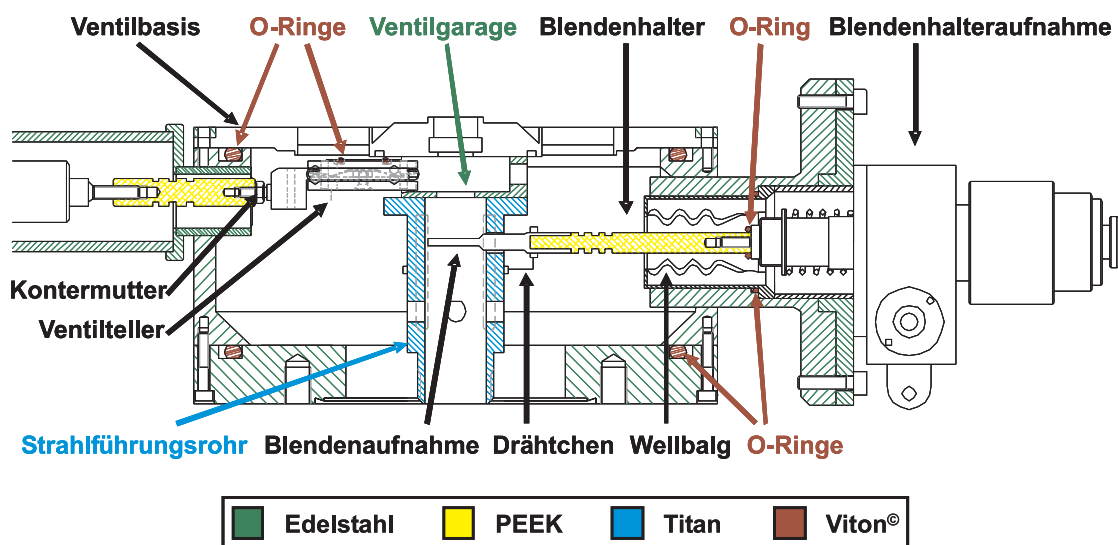 Ventilbasis O-Ringe Ventilgarage Blendenhalter O-Ring Blendenhalteraufnahme
Kontermutter
Ventilteller
Strahlführungsrohr Blendenaufnahme Drähtchen Wellbalg O-Ringe
Edelstahl PEEK Titan Viton©